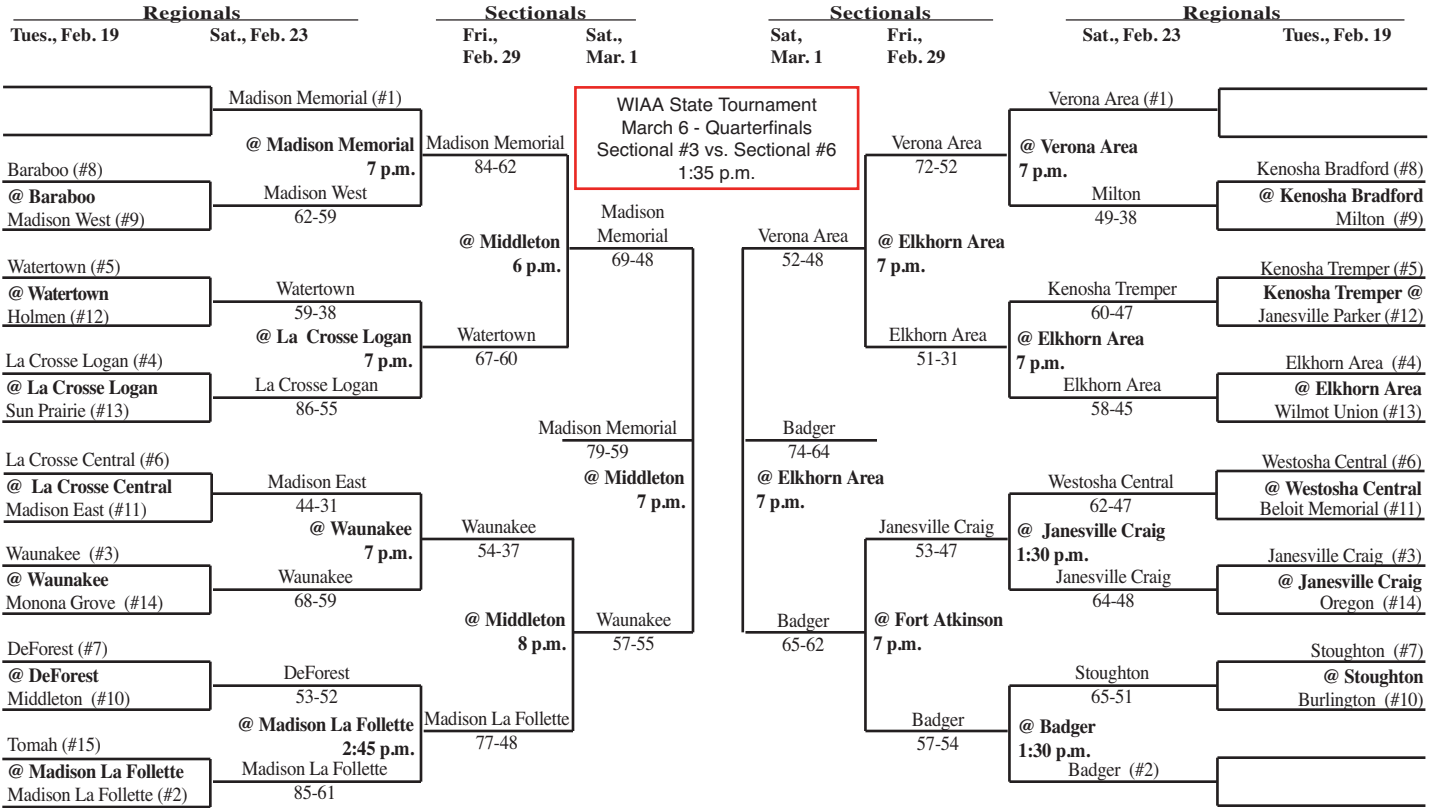 Regionals
Sectionals
Sectionals
Regionals
Tues., Feb. 19
Sat., Feb. 23
Fri.,
Feb. 29
Sat.,
Mar. 1
Sat,
Mar. 1
Fri.,
Feb. 29
Sat., Feb. 23
Tues., Feb. 19
WIAA State Tournament
March 6 - Quarterfinals
Sectional #3 vs. Sectional #6
1:35 p.m.
Baraboo (#8)
@ Baraboo
Madison West (#9)
Watertown (#5)
@ Watertown
Holmen (#12)
La Crosse Logan (#4)
@ La Crosse Logan
Sun Prairie (#13)
La Crosse Central (#6)
@ La Crosse Central
Madison East (#11)
Waunakee (#3)
@ Waunakee
Monona Grove (#14)
DeForest (#7)
@ DeForest
Middleton (#10)
Tomah (#15)
@ Madison La Follette
Madison La Follette (#2)
Madison Memorial (#1)
@ Madison Memorial
7 p.m.
Madison West
62-59
Watertown
59-38
@ La Crosse Logan
7 p.m.
La Crosse Logan
86-55
Madison East
44-31
@ Waunakee
7 p.m.
Waunakee
68-59
DeForest
53-52
@ Madison La Follette
2:45 p.m.
Madison La Follette
85-61
Madison Memorial
84-62
@ Middleton
6 p.m.
Watertown
67-60
Waunakee
54-37
@ Middleton
8 p.m.
Madison La Follette
77-48
Madison
Memorial
69-48
Madison Memorial
79-59
@ Middleton
7 p.m.
Waunakee
57-55
Verona Area
52-48
Badger
74-64
@ Elkhorn Area
7 p.m.
Badger
65-62
Verona Area
72-52
@ Elkhorn Area
7 p.m.
Elkhorn Area
51-31
Janesville Craig
53-47
@ Fort Atkinson
7 p.m.
Badger
57-54
Verona Area (#1)
@ Verona Area
7 p.m.
Milton
49-38
Kenosha Tremper
60-47
@ Elkhorn Area
7 p.m.
Elkhorn Area
58-45
Westosha Central
62-47
@ Janesville Craig
1:30 p.m.
Janesville Craig
64-48
Stoughton
65-51
@ Badger
1:30 p.m.
Badger (#2)
Kenosha Bradford (#8)
@ Kenosha Bradford
Milton (#9)
Kenosha Tremper (#5)
Kenosha Tremper @
Janesville Parker (#12)
Elkhorn Area (#4)
@ Elkhorn Area
Wilmot Union (#13)
Westosha Central (#6)
@ Westosha Central
Beloit Memorial (#11)
Janesville Craig (#3)
@ Janesville Craig
Oregon (#14)
Stoughton (#7)
@ Stoughton
Burlington (#10)